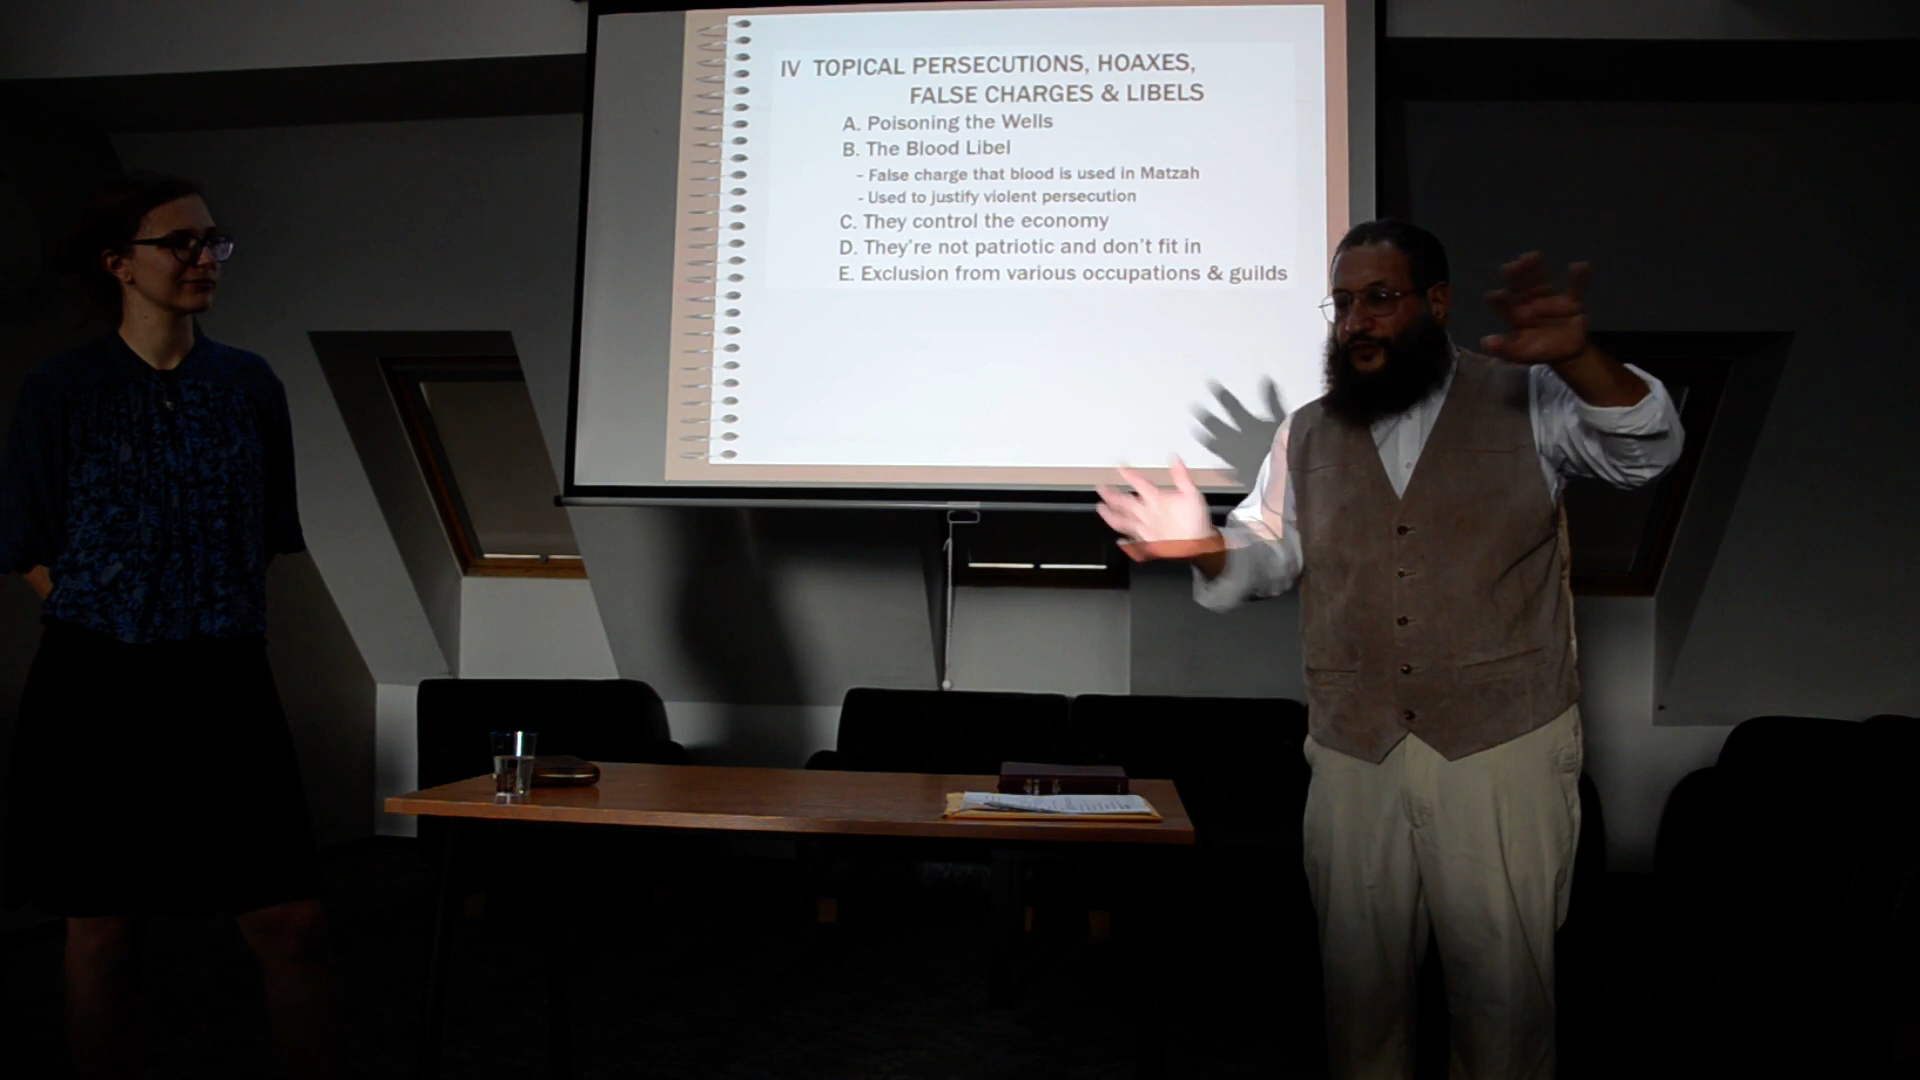 IV TOPICAL PERSECUTIONS, HOAXES,
FALSE CHARGES & LIBELS
A. Poisoning the Wells
B. The Blood Libel
- False charge that blood is used in Matzah
- Used to justify violent persecution
C. They control the economy
D. They're not patriotic and don't fit in
E. Exclusion from various occupations & guilds